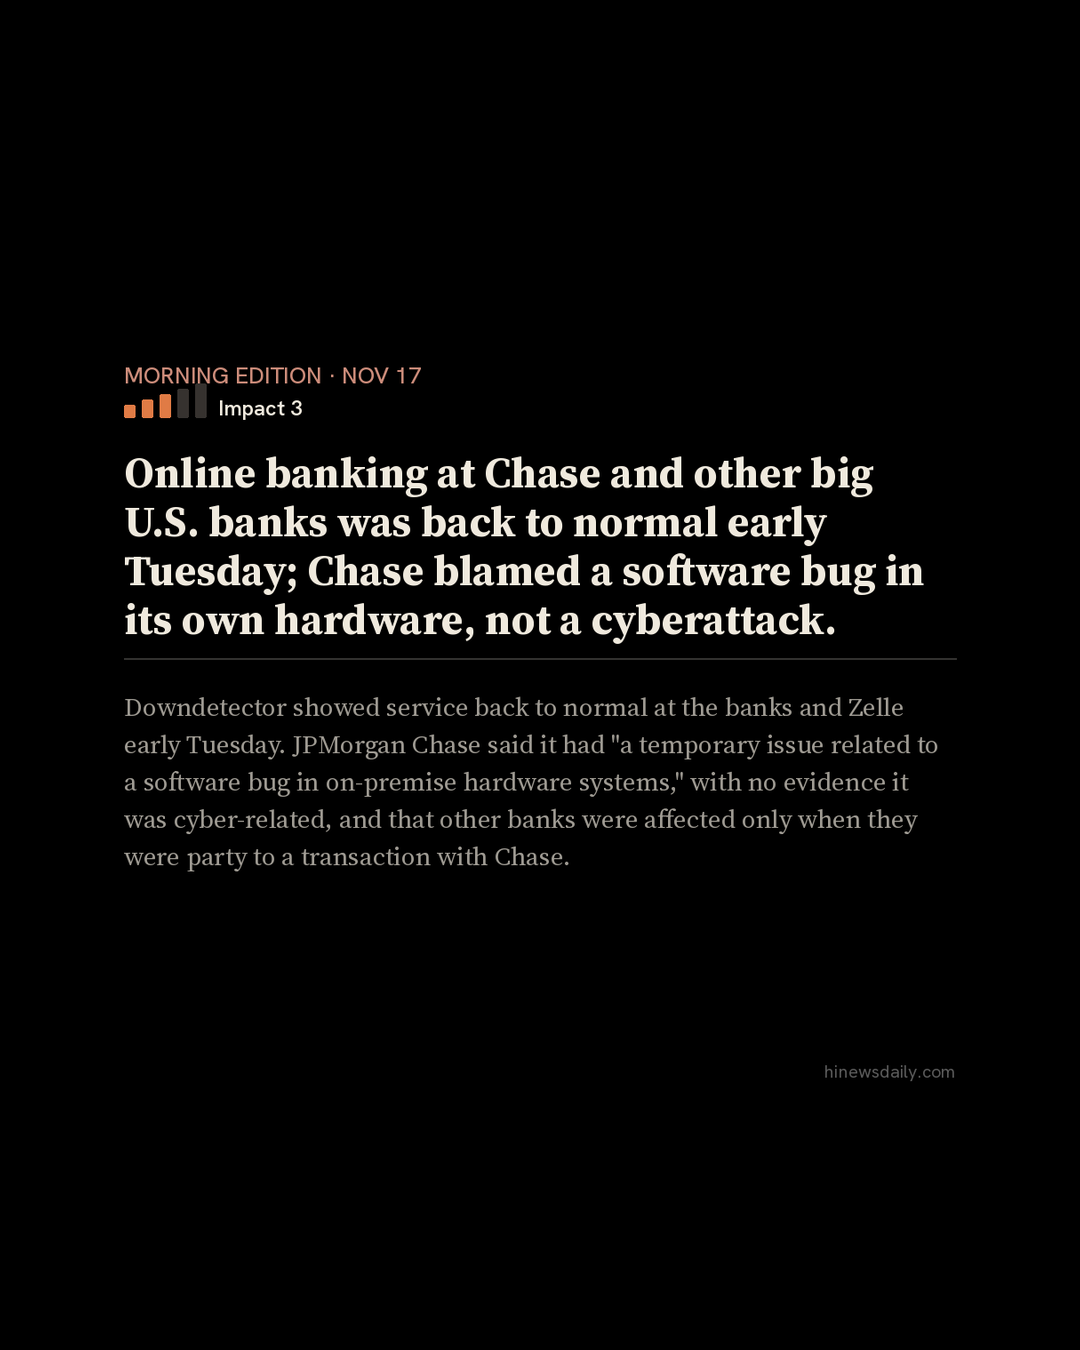 MORNING EDITION · NOV 17
Impact 3
Online banking at Chase and other big
U.S. banks was back to normal early
Tuesday; Chase blamed a software bug in
its own hardware, not a cyberattack.
Downdetector showed service back to normal at the banks and Zelle
early Tuesday. JPMorgan Chase said it had "a temporary issue related to
a software bug in on-premise hardware systems," with no evidence it
was cyber-related, and that other banks were affected only when they
were party to a transaction with Chase.
hinewsdaily.com